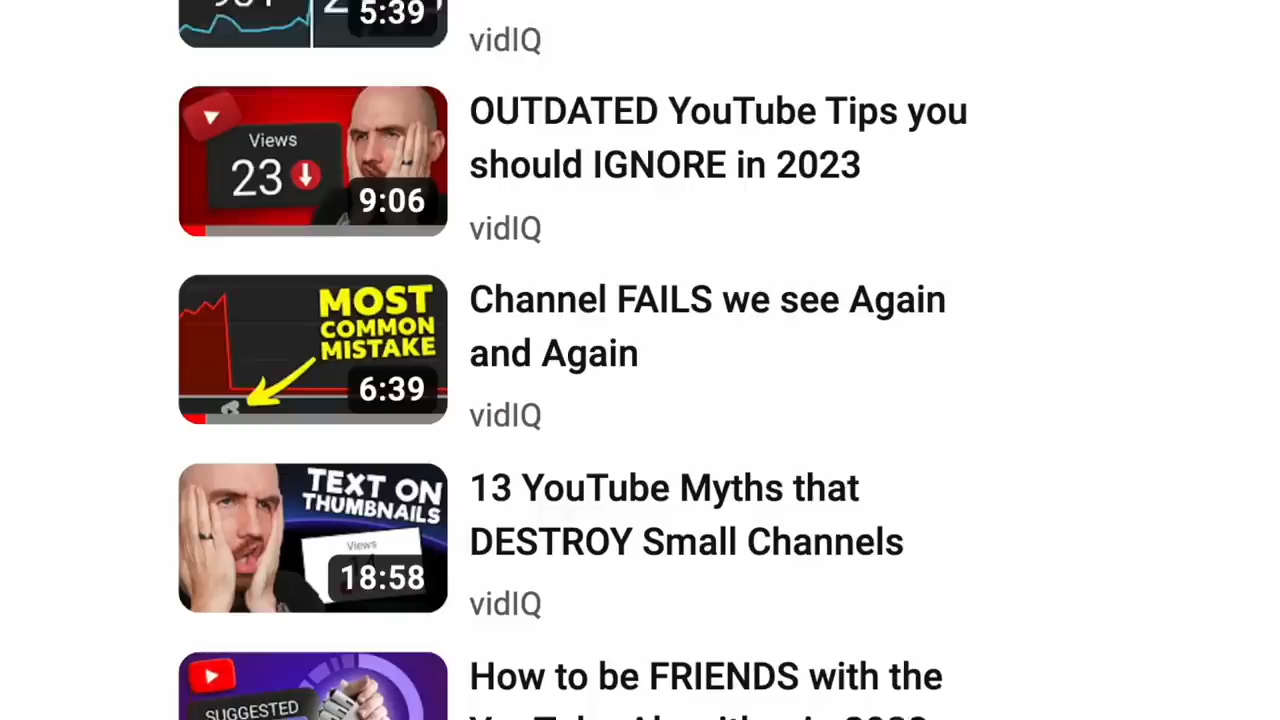 5:39
vidIQ
Views
23
9:06
OUTDATED YouTube Tips you
should IGNORE in 2023
vidIQ
MOST
COMMON
MISTAKE
6:39
Channel FAILS we see Again
and Again
vidIQ
TEXT ON
THUMBNAILS
Views
18:58
13 YouTube Myths that
DESTROY Small Channels
vidIQ
SUGGESTED
How to be FRIENDS with the